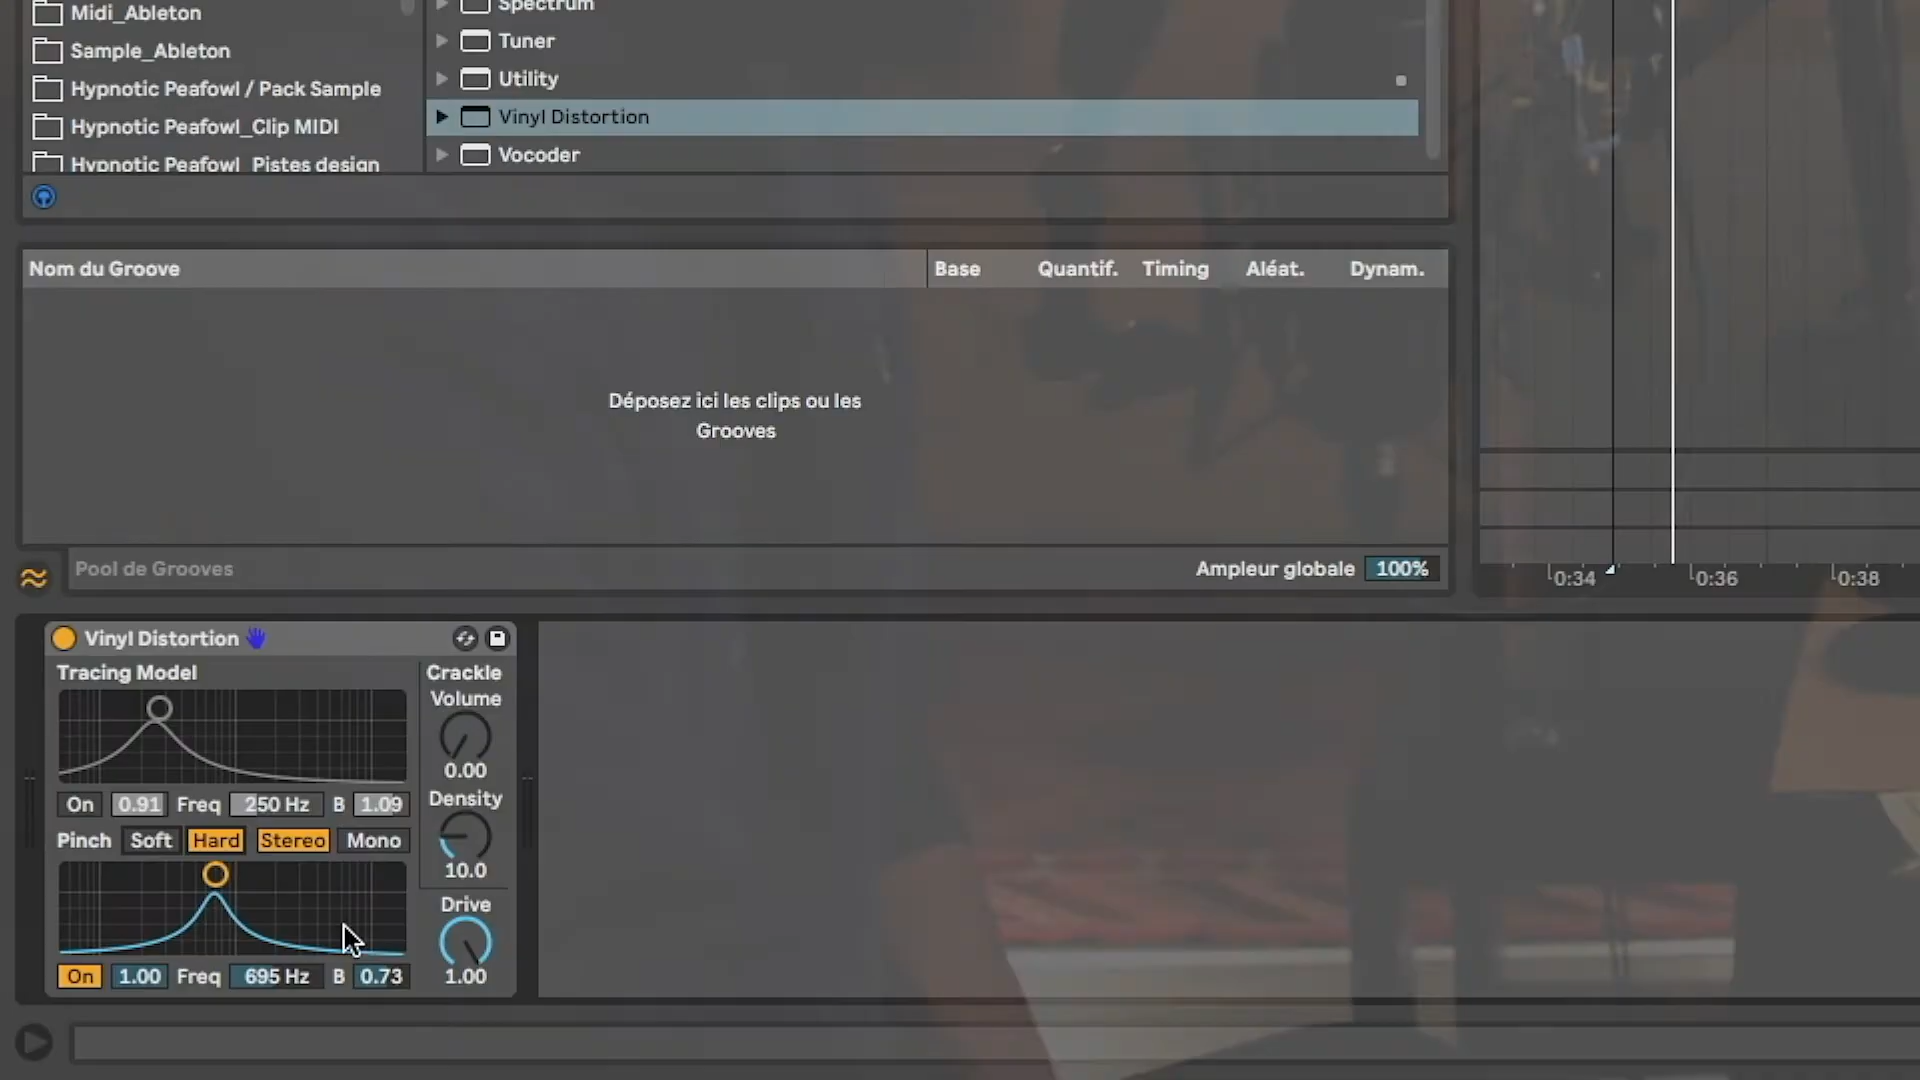 Midi_Ableton
Sample_Ableton
Hypnotic Peafowl / Pack Sample
Hypnotic Peafowl_Clip MIDI
Hypnotic Peafowl_Pistes design
Spectrum
Tuner
Utility
Vinyl Distortion
Vocoder
Nom du Groove Base Quantif. Timing Aléat. Dynam.
Déposez ici les clips ou les
Grooves
Pool de Grooves Ampleur globale 100%
0:34 0:36 0:38
Vinyl Distortion
Tracing Model
On 0.91 Freq 250 Hz B 1.09
Pinch Soft Hard Stereo Mono
On 1.00 Freq 695 Hz B 0.73
Crackle
Volume
0.00
Density
10.0
Drive
1.00